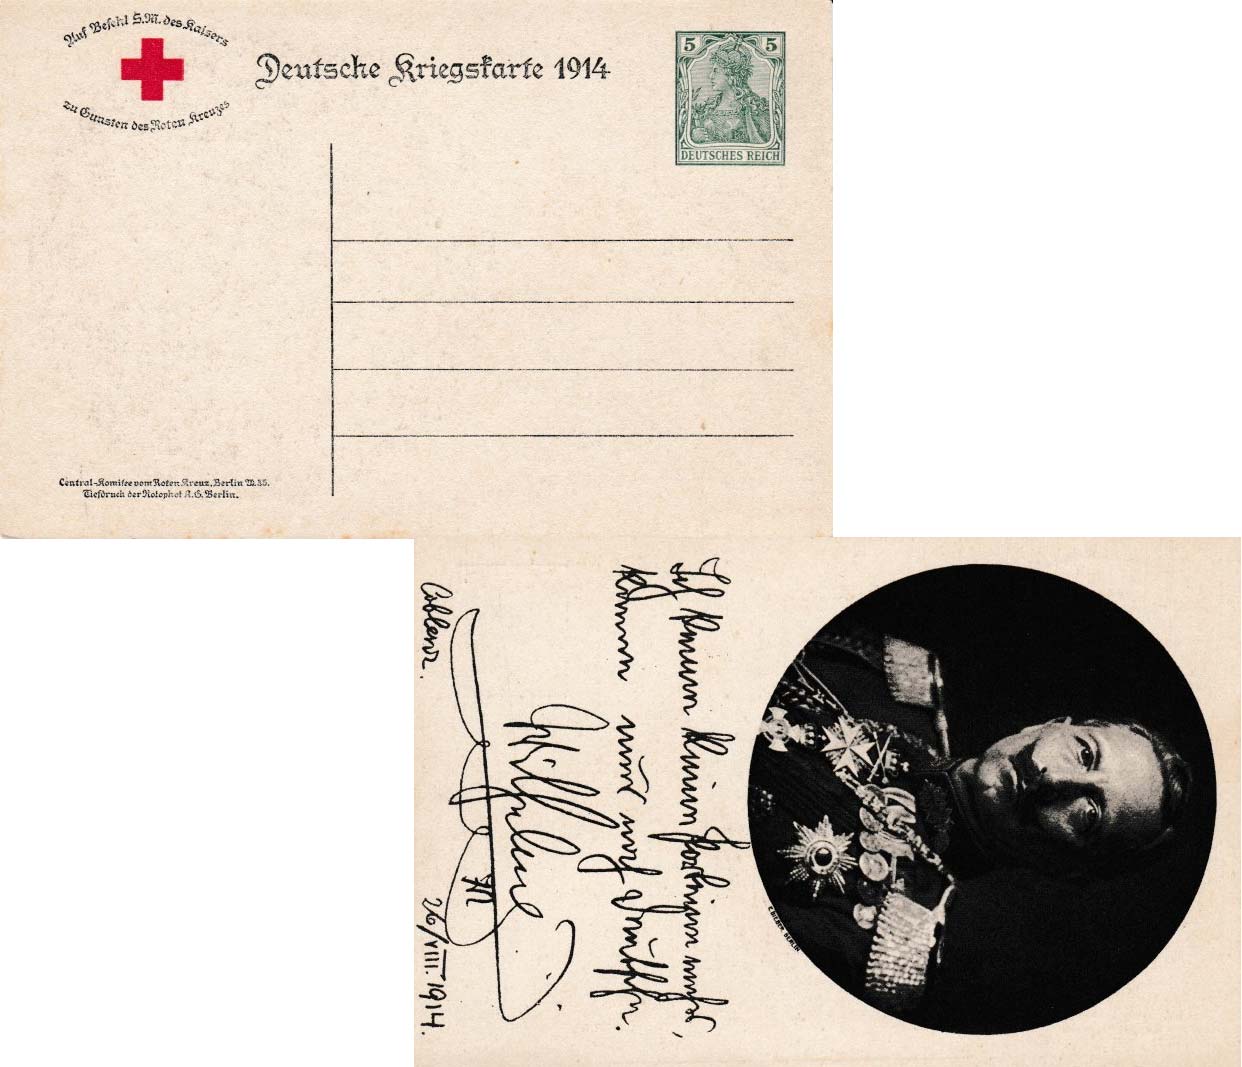 Auf Befehl S.M. des Kaisers
zu Gunsten des Roten Kreuzes
Deutsche Kriegskarte 1914
5 5
DEUTSCHES REICH
Central-Komitee vom Roten Kreuz, Berlin W. 35.
Tiefdruck der Rotophot A.G. Berlin.
E. BIEBER BERLIN
Ich kenne keine Parteien mehr,
kenne nur noch Deutsche.
Wilhelm
I R
Coblenz. 26/VIII. 1914.